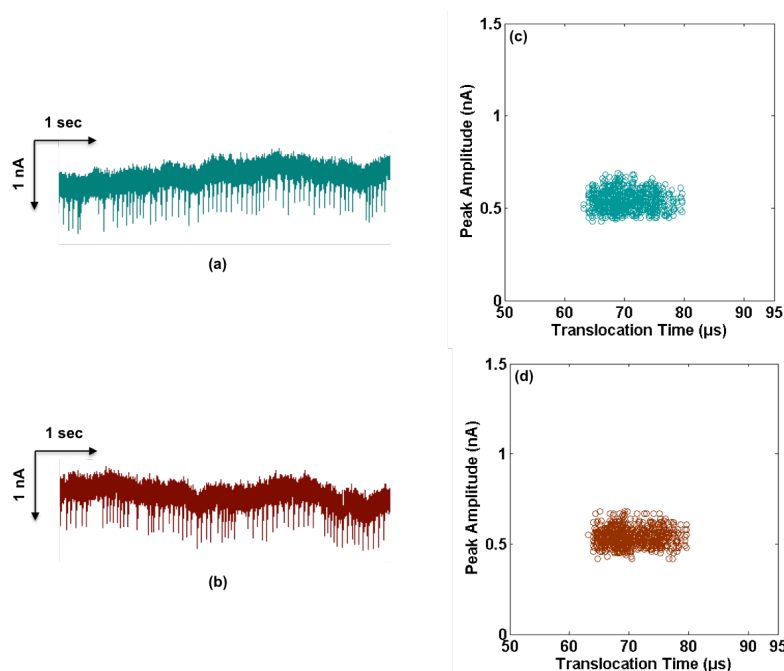 1 sec
1 nA
(a)
(c)
1.5
1
0.5
0
Peak Amplitude (nA)
50 60 70 80 90 95
Translocation Time (μs)
1 sec
1 nA
(b)
(d)
1.5
1
0.5
0
Peak Amplitude (nA)
50 60 70 80 90 95
Translocation Time (μs)